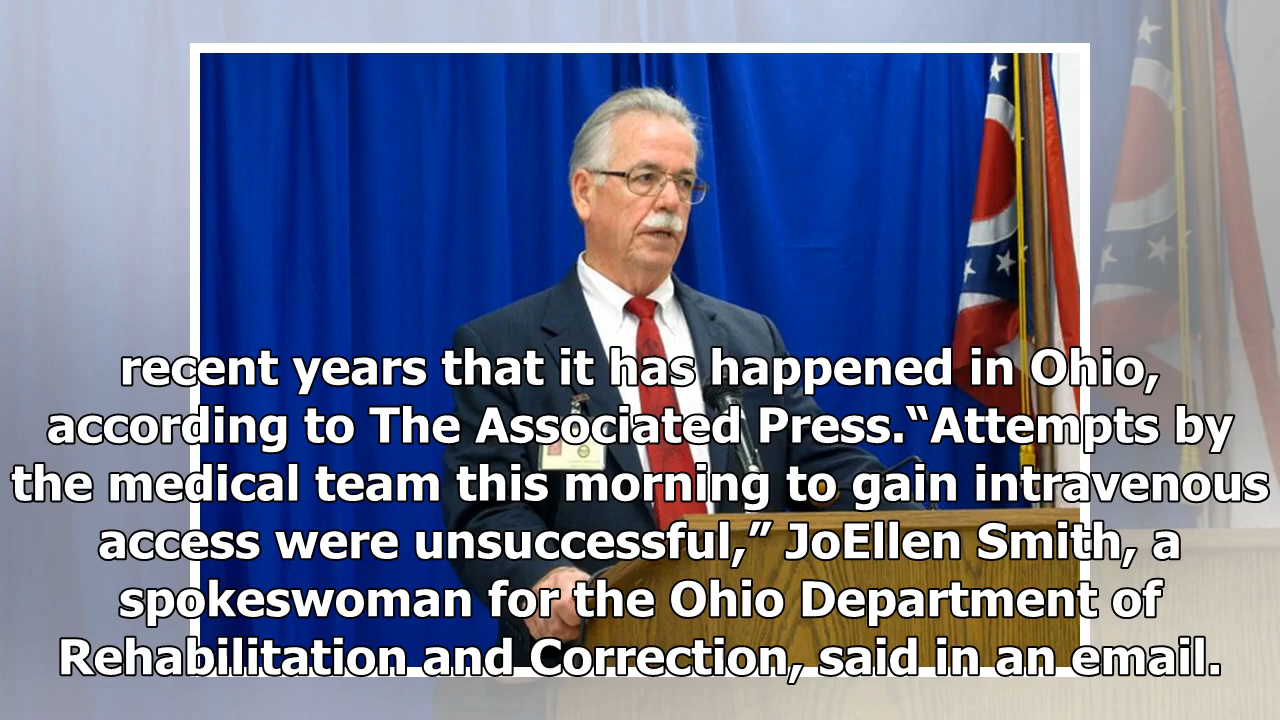 recent years that it has happened in Ohio,
according to The Associated Press.“Attempts by
the medical team this morning to gain intravenous
access were unsuccessful,” JoEllen Smith, a
spokeswoman for the Ohio Department of
Rehabilitation and Correction, said in an email.